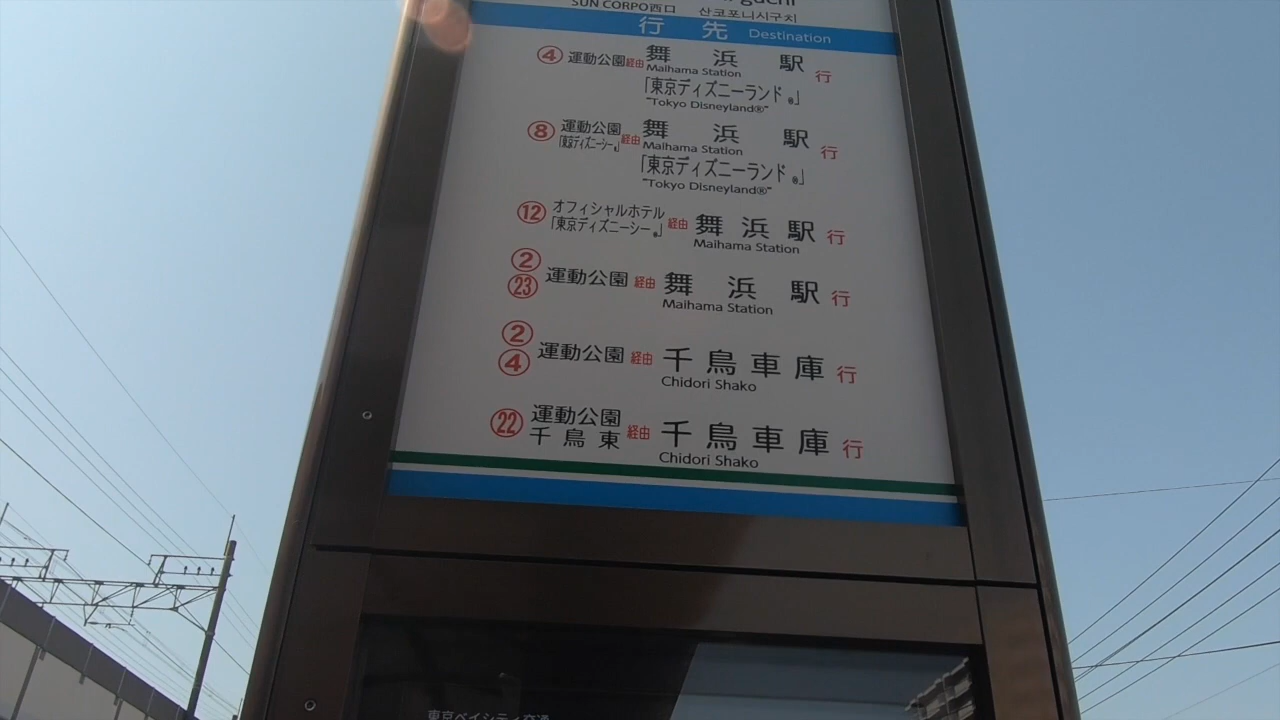 SUN CORPO西口 산코포니시구치
行先 Destination
④ 運動公園経由 舞浜駅 行
Maihama Station
「東京ディズニーランド®」
"Tokyo Disneyland®"
⑧ 運動公園「東京ディズニーシー®」経由 舞浜駅 行
Maihama Station
「東京ディズニーランド®」
"Tokyo Disneyland®"
⑫ オフィシャルホテル「東京ディズニーシー®」経由 舞浜駅 行
Maihama Station
② ㉓ 運動公園 経由 舞浜駅 行
Maihama Station
② ④ 運動公園 経由 千鳥車庫 行
Chidori Shako
㉒ 運動公園 千鳥東 経由 千鳥車庫 行
Chidori Shako
東京ベイシティ交通